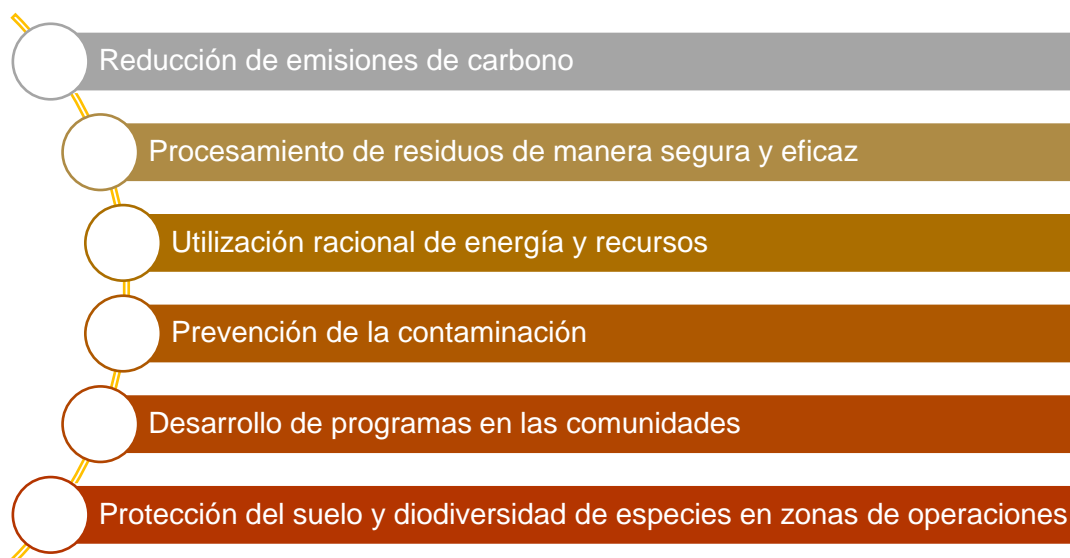 Reducción de emisiones de carbono
Procesamiento de residuos de manera segura y eficaz
Utilización racional de energía y recursos
Prevención de la contaminación
Desarrollo de programas en las comunidades
Protección del suelo y diodiversidad de especies en zonas de operaciones